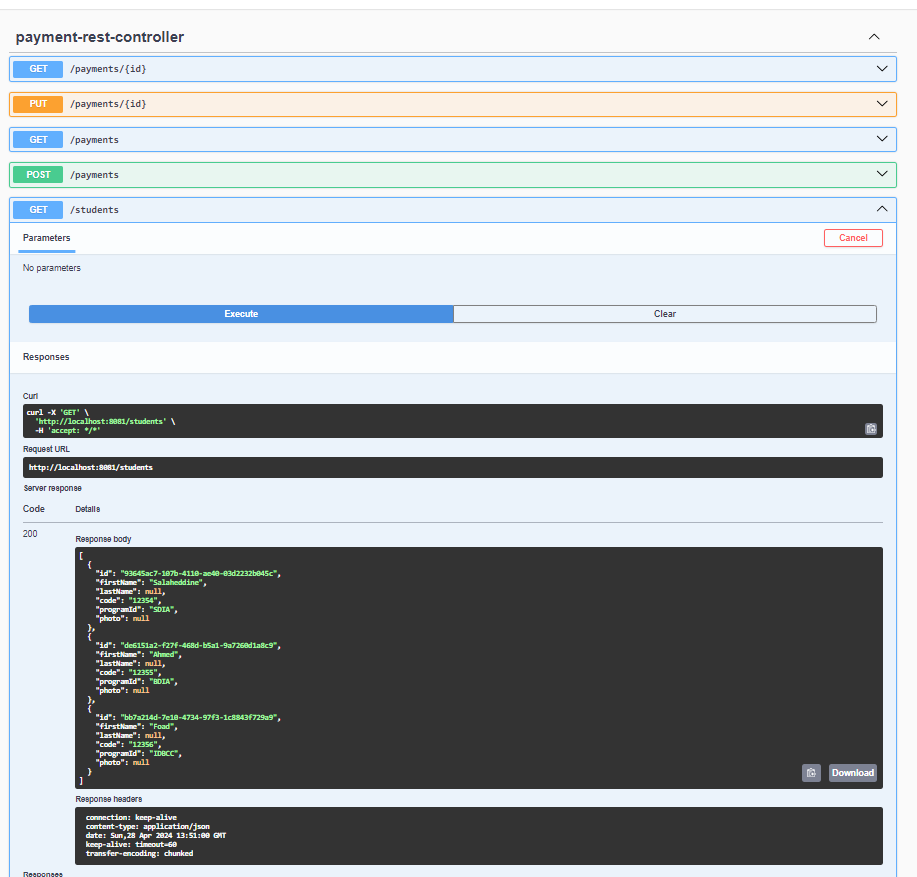 payment-rest-controller
GET /payments/{id}
PUT /payments/{id}
GET /payments
POST /payments
GET /students
Parameters
Cancel
No parameters
Execute
Clear
Responses
Curl
curl -X 'GET' \
'http://localhost:8081/students' \
-H 'accept: */*'
Request URL
http://localhost:8081/students
Server response
Code Details
200
Response body
[
{
"id": "93645ac7-107b-4110-ae40-03d2232b045c",
"firstName": "Salaheddine",
"lastName": null,
"code": "12354",
"programId": "SDIA",
"photo": null
},
{
"id": "de6151a2-f27f-468d-b5a1-9a7260d1a8c9",
"firstName": "Ahmed",
"lastName": null,
"code": "12355",
"programId": "BDIA",
"photo": null
},
{
"id": "bb7a214d-7e10-4734-97f3-1c8843f729a9",
"firstName": "Foad",
"lastName": null,
"code": "12356",
"programId": "IDBCC",
"photo": null
}
]
Download
Response headers
connection: keep-alive
content-type: application/json
date: Sun,28 Apr 2024 13:51:00 GMT
keep-alive: timeout=60
transfer-encoding: chunked
Responses